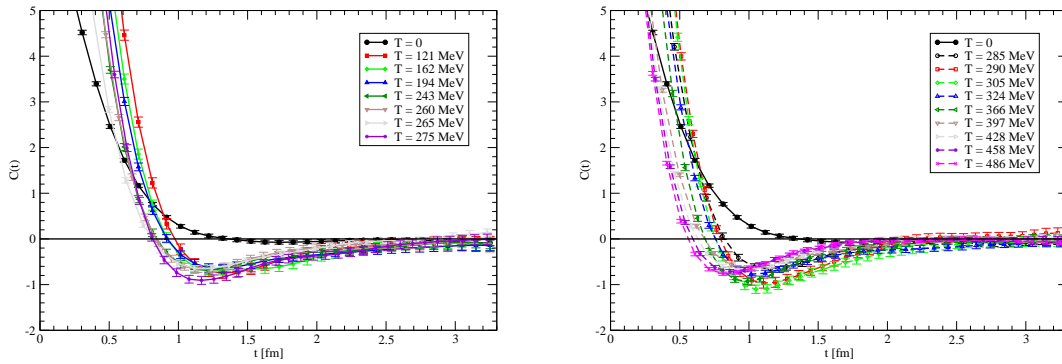 C(t)
5
4
3
2
1
0
-1
-2
0 0.5 1 1.5 2 2.5 3
t [fm]
T = 0
T = 121 MeV
T = 162 MeV
T = 194 MeV
T = 243 MeV
T = 260 MeV
T = 265 MeV
T = 275 MeV
C(t)
5
4
3
2
1
0
-1
-2
0 0.5 1 1.5 2 2.5 3
t [fm]
T = 0
T = 285 MeV
T = 290 MeV
T = 305 MeV
T = 324 MeV
T = 366 MeV
T = 397 MeV
T = 428 MeV
T = 458 MeV
T = 486 MeV